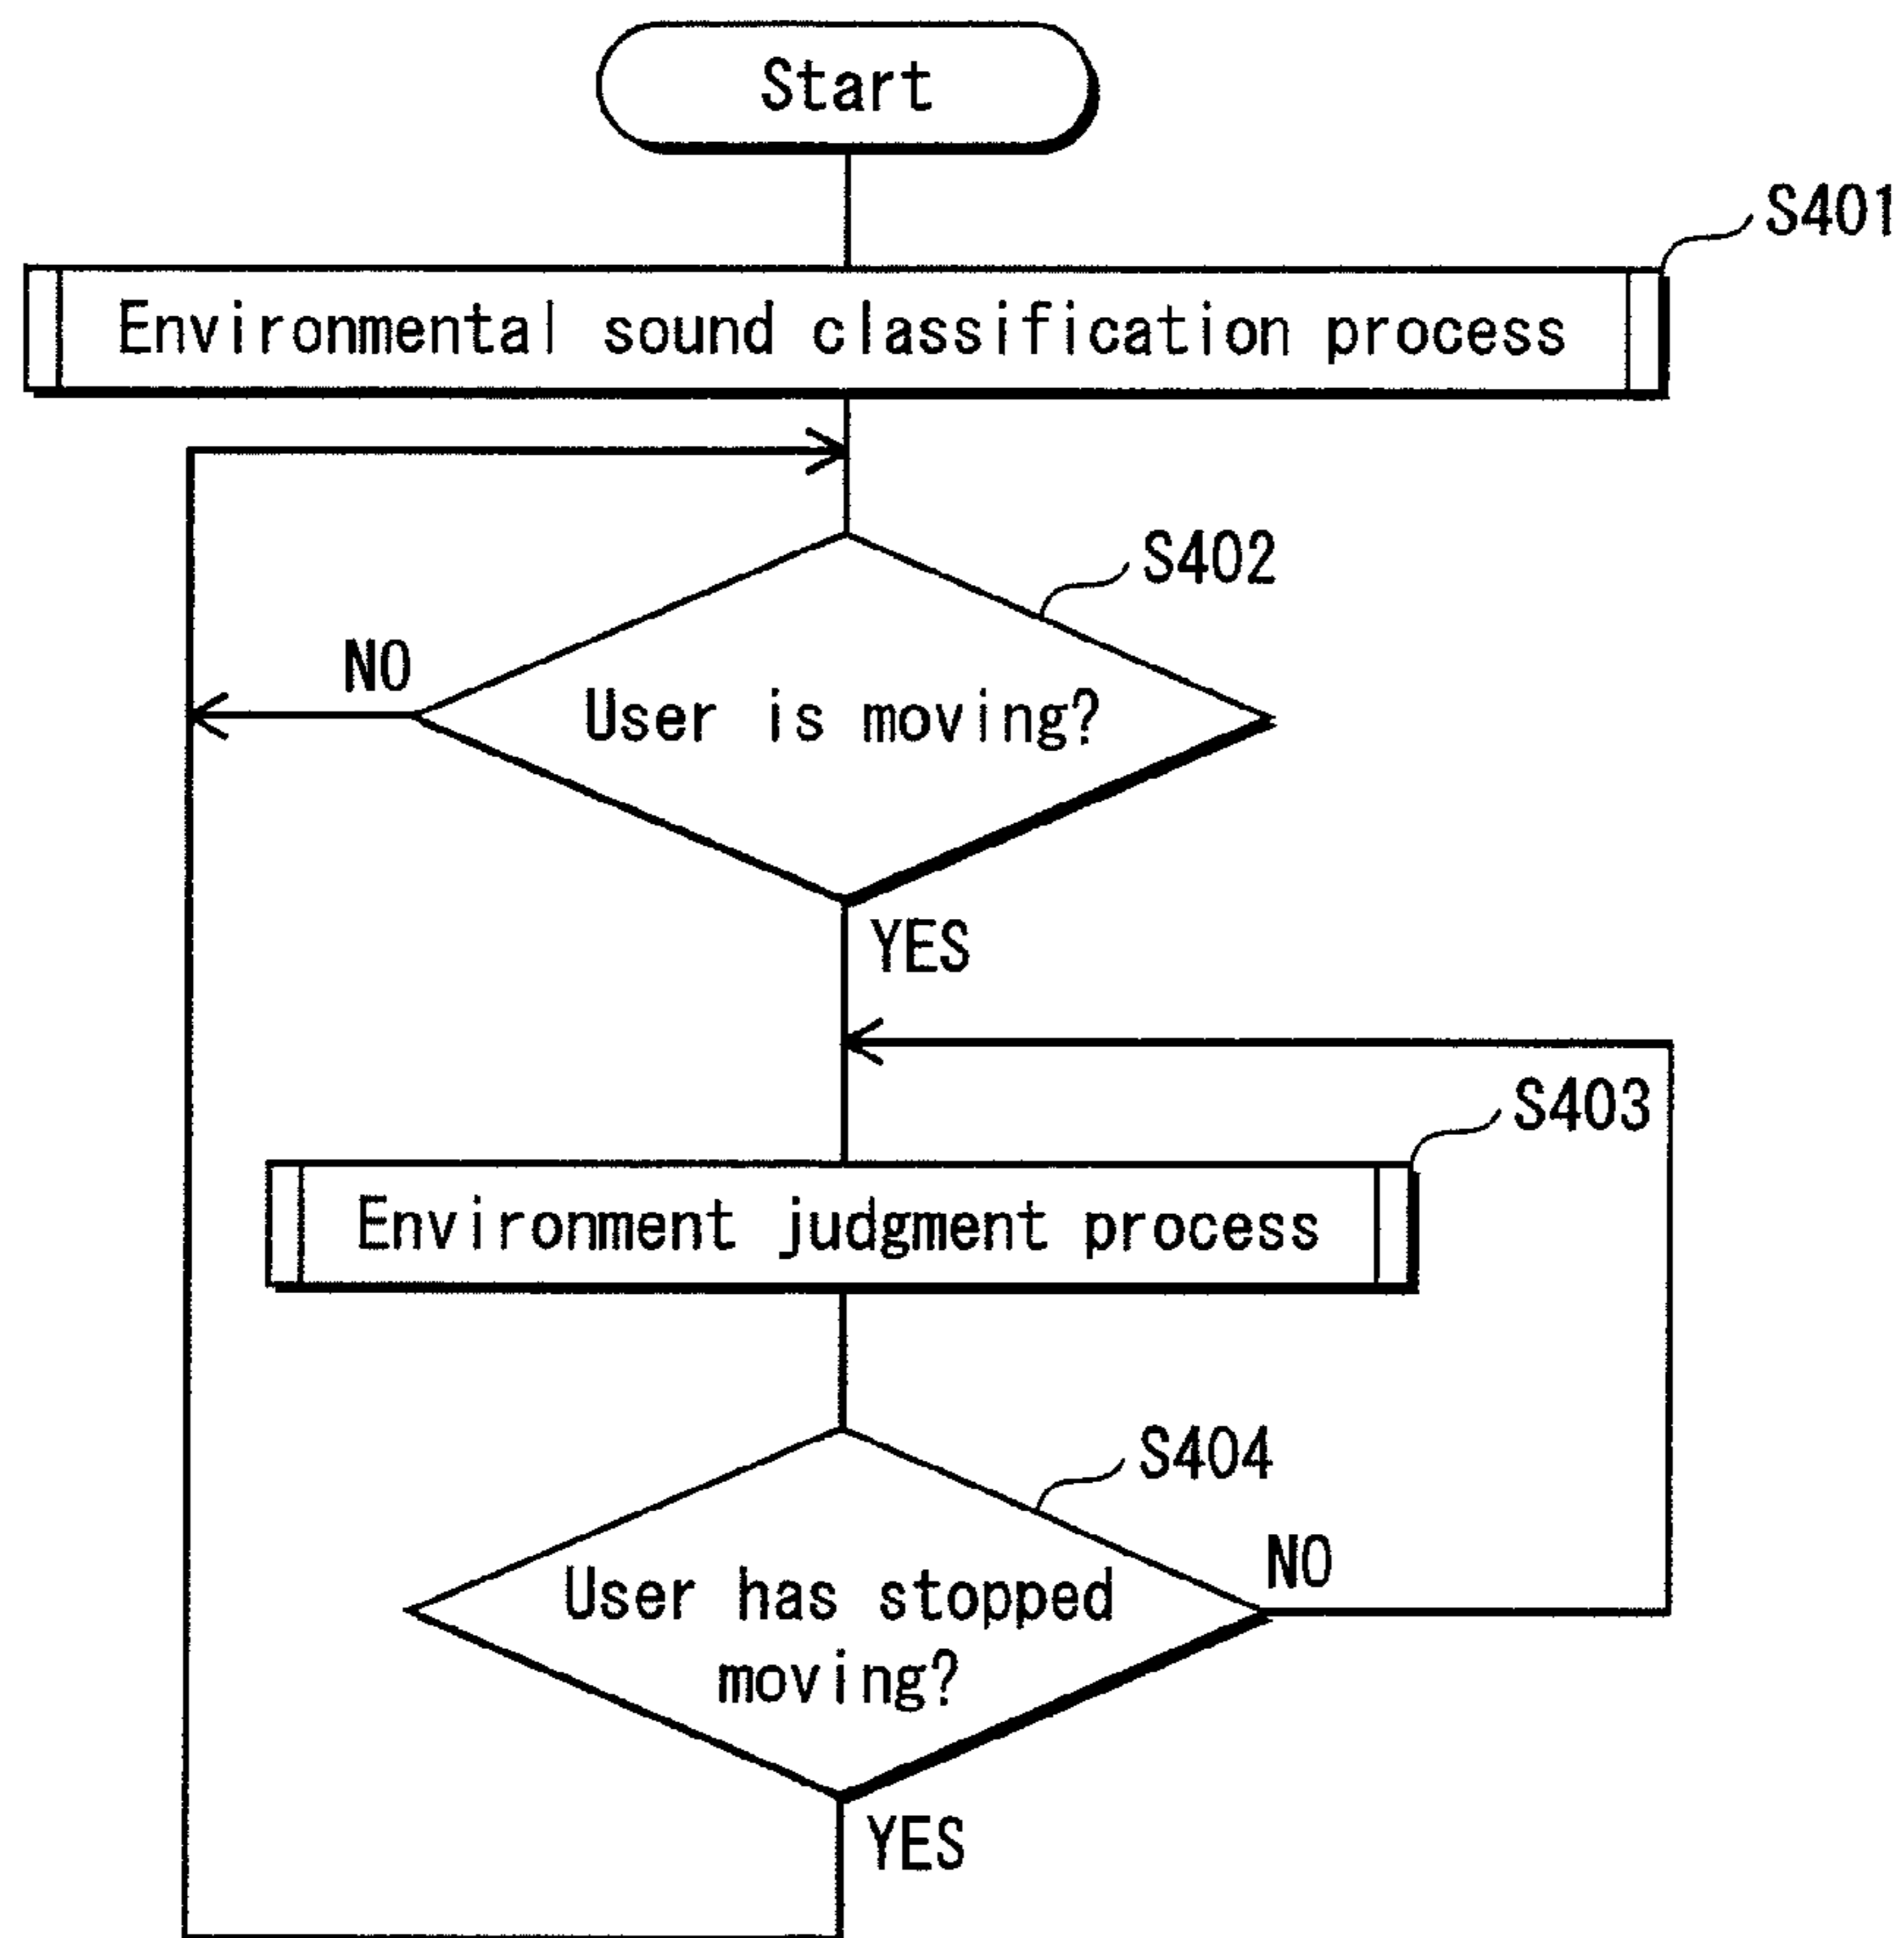 Start
S401
Environmental sound classification process
S402
NO
User is moving?
YES
S403
Environment judgment process
S404
NO
User has stopped
moving?
YES